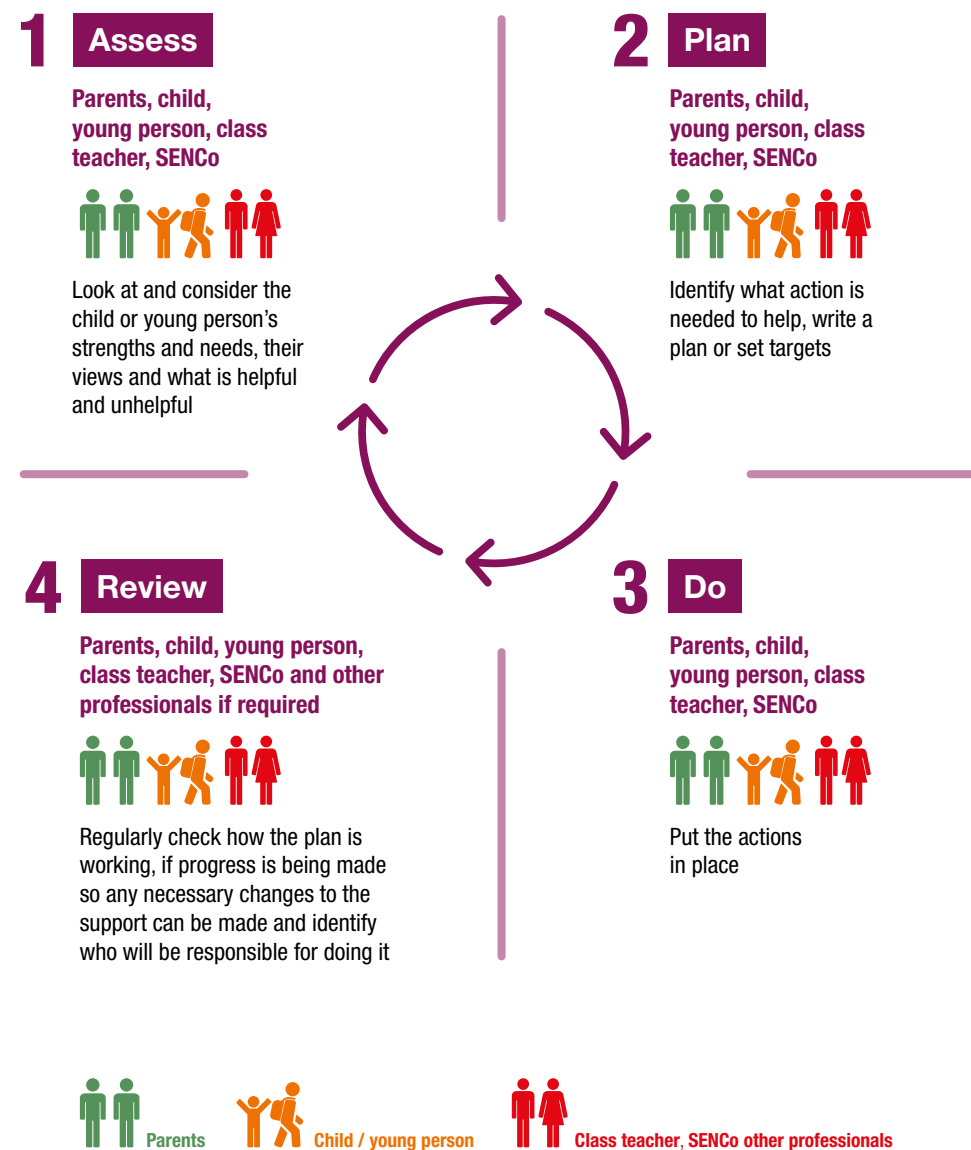 1 Assess
Parents, child,
young person, class
teacher, SENCo
Look at and consider the
child or young person’s
strengths and needs, their
views and what is helpful
and unhelpful
2 Plan
Parents, child,
young person, class
teacher, SENCo
Identify what action is
needed to help, write a
plan or set targets
3 Do
Parents, child,
young person, class
teacher, SENCo
Put the actions
in place
4 Review
Parents, child, young person,
class teacher, SENCo and other
professionals if required
Regularly check how the plan is
working, if progress is being made
so any necessary changes to the
support can be made and identify
who will be responsible for doing it
Parents
Child / young person
Class teacher, SENCo other professionals